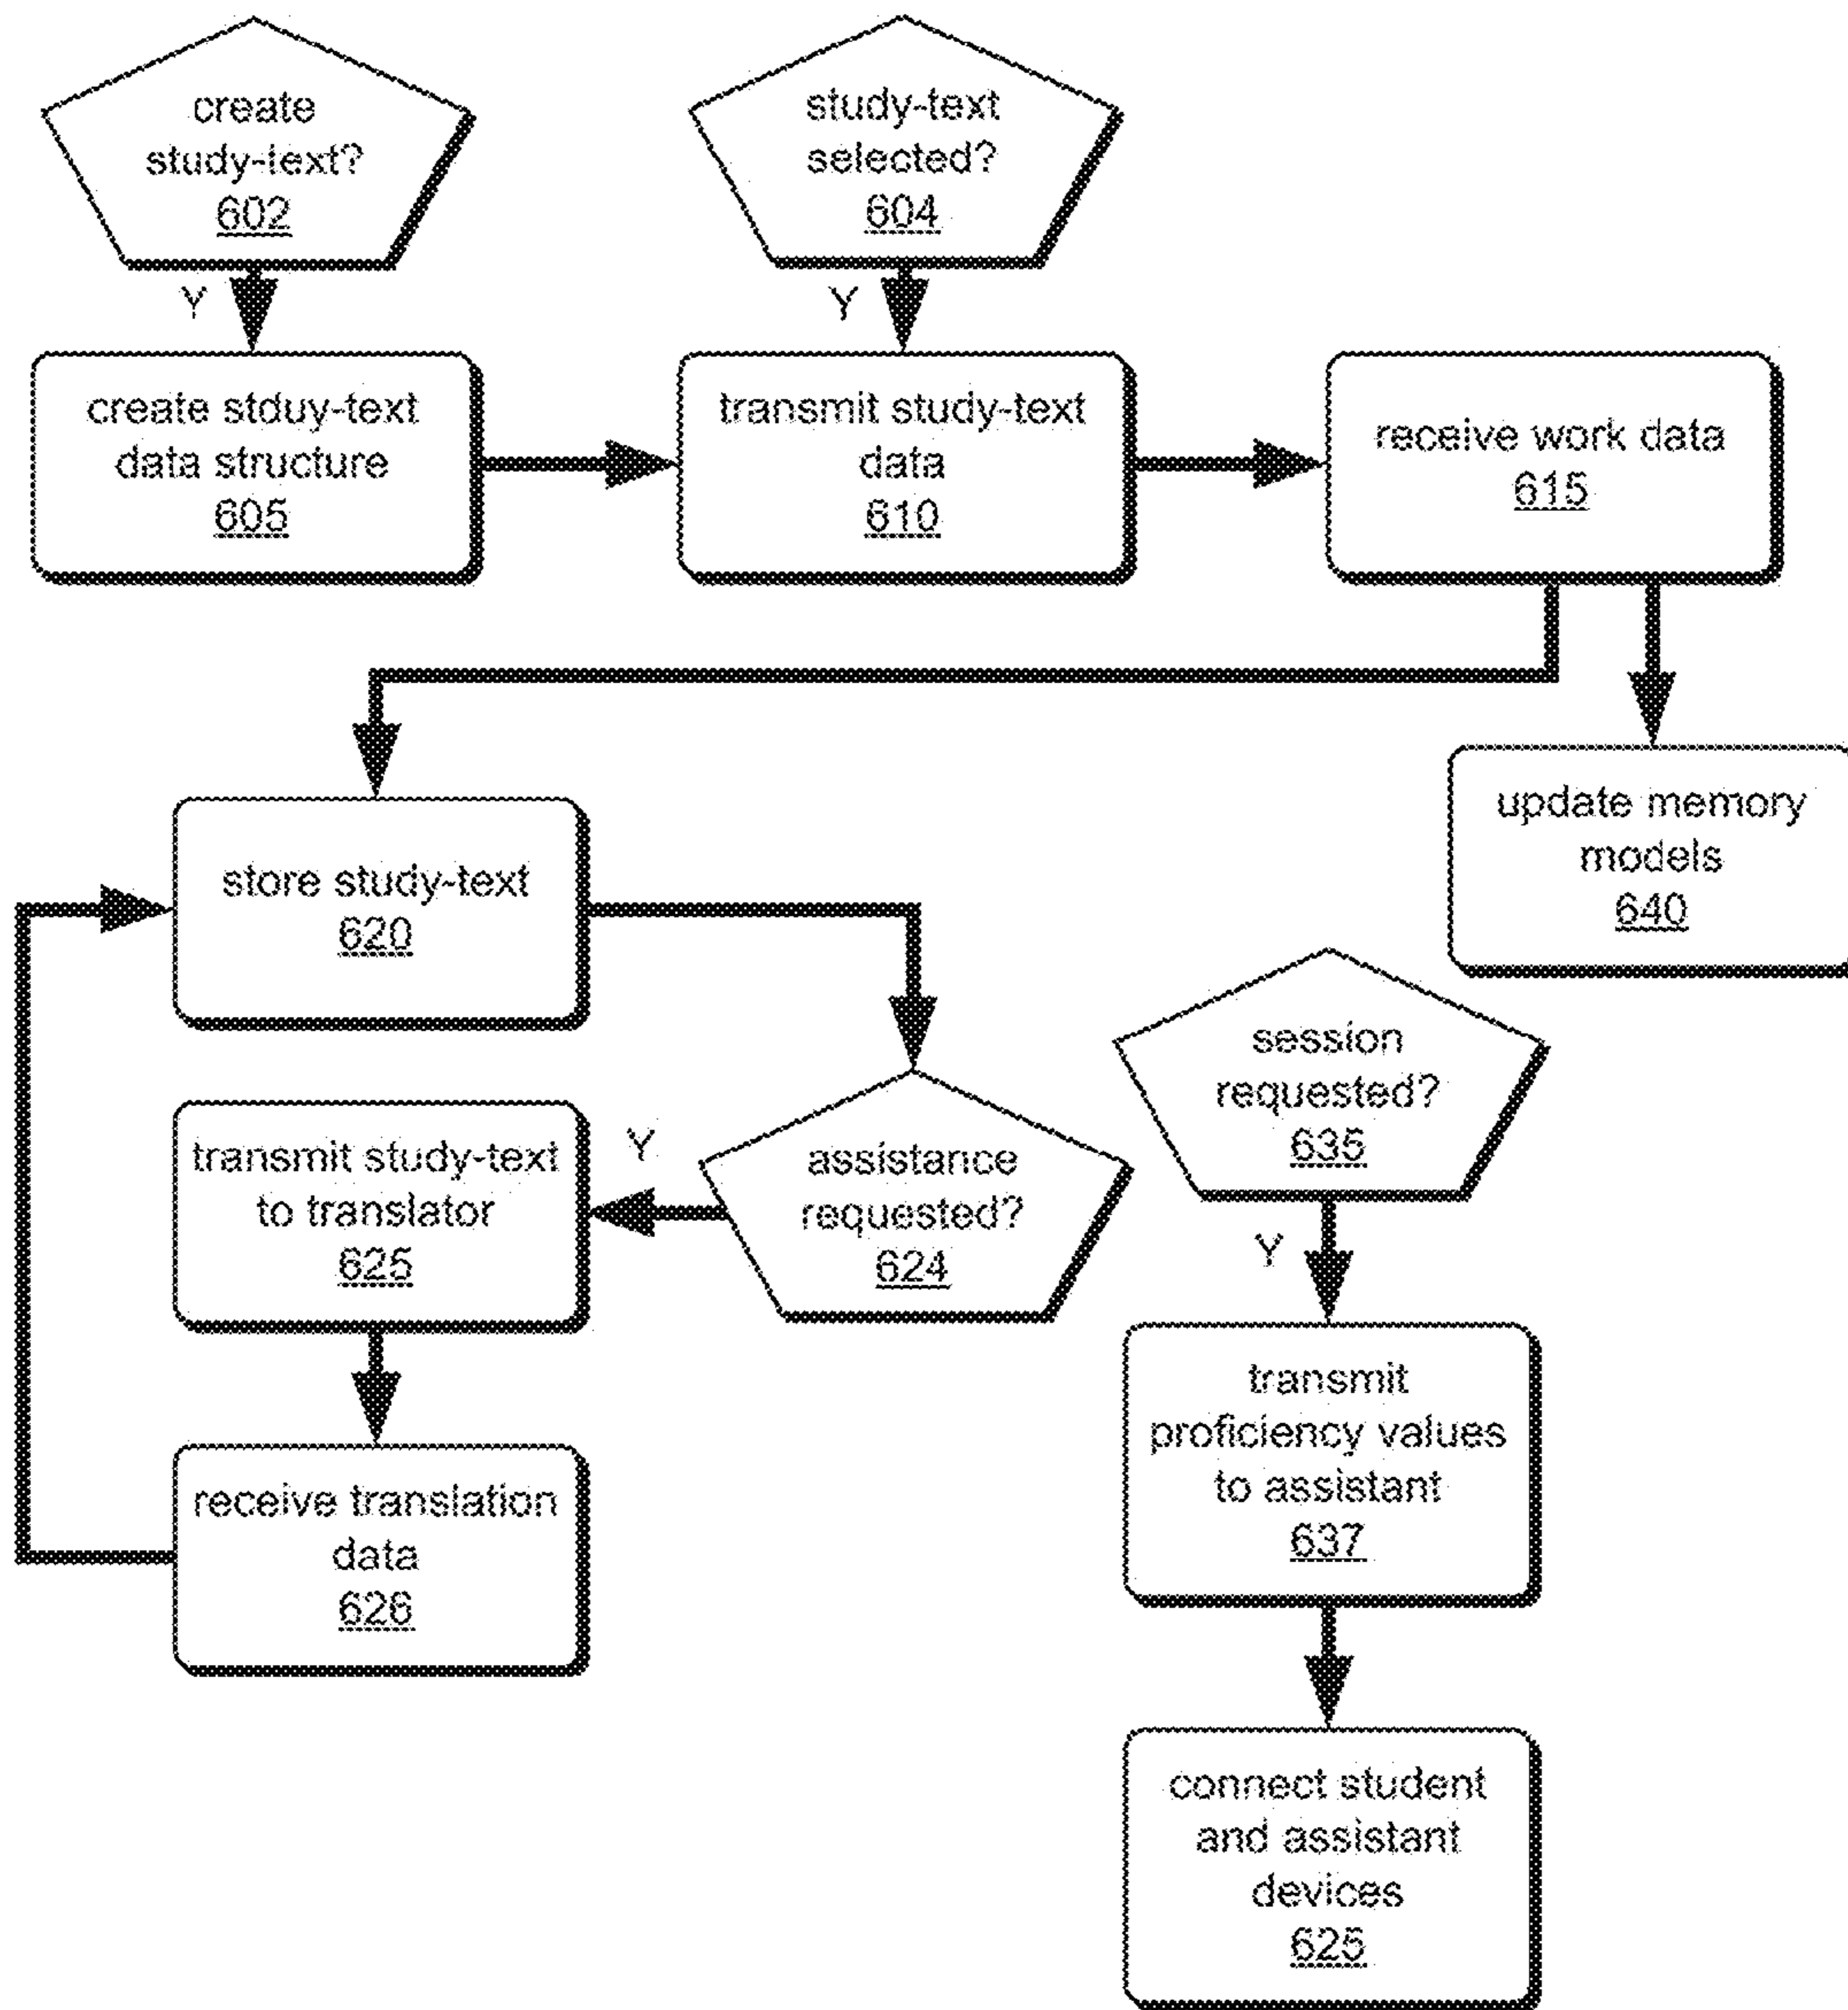 create
study-text?
602
study-text
selected?
604
Y
Y
create stduy-text
data structure
605
transmit study-text
data
610
receive work data
615
update memory
models
640
store study-text
620
session
requested?
635
assistance
requested?
624
Y
transmit study-text
to translator
625
Y
transmit
proficiency values
to assistant
637
receive translation
data
626
connect student
and assistant
devices
625